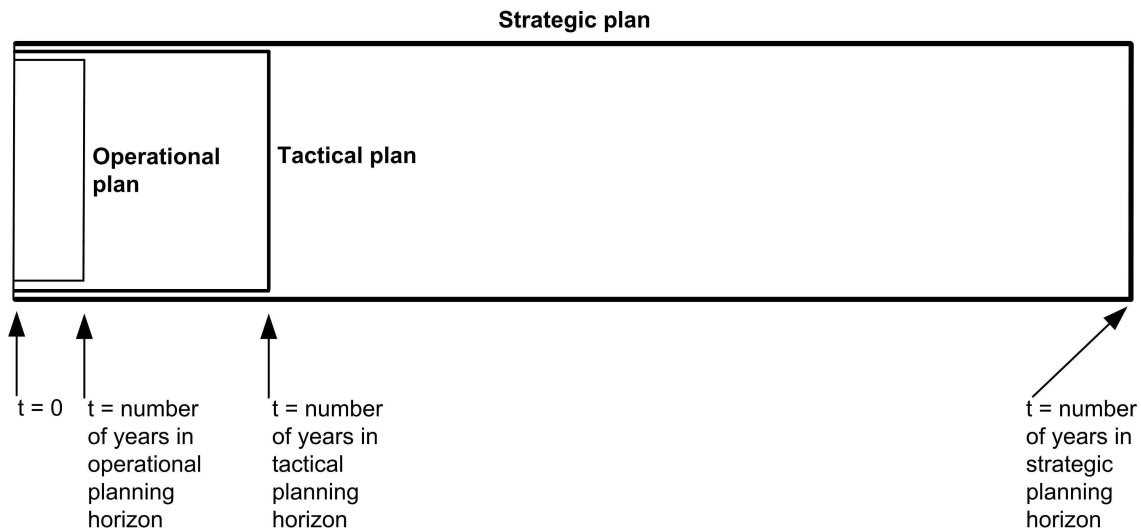 Strategic plan
Operational
plan
Tactical plan
t = 0
t = number
of years in
operational
planning
horizon
t = number
of years in
tactical
planning
horizon
t = number
of years in
strategic
planning
horizon